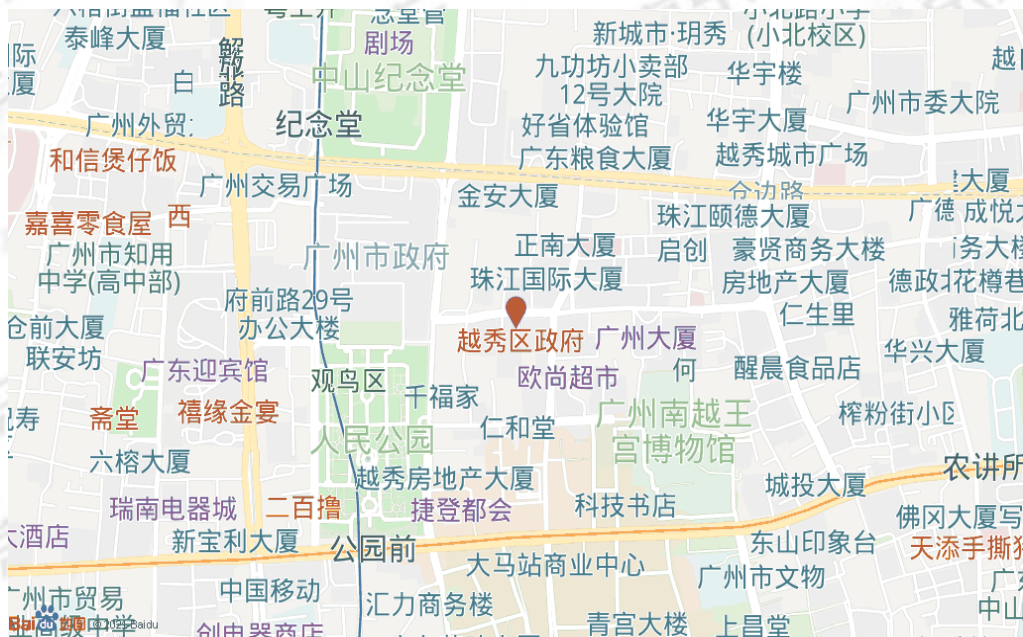 泰峰大厦
剧场
新城市·玥秀
(小北校区)
解放北路
中山纪念堂
九功坊小卖部
12号大院
华宇楼
白
广州市委大院
广州外贸
纪念堂
好省体验馆
华宇大厦
和信煲仔饭
广东粮食大厦
越秀城市广场
广州交易广场
金安大厦
嘉喜零食屋
西
珠江颐德大厦
广州市知用
中学(高中部)
广州市政府
正南大厦
启创
豪贤商务大楼
珠江国际大厦
房地产大厦
府前路29号
办公大楼
仓前大厦
仁生里
联安坊
越秀区政府
广州大厦
华兴大厦
广东迎宾馆
观鸟区
欧尚超市
何
醒晨食品店
千福家
斋堂
禧缘金宴
广州南越王
宫博物馆
人民公园
仁和堂
六榕大厦
越秀房地产大厦
农讲所
城投大厦
瑞南电器城
二百撸
捷登都会
科技书店
新宝利大厦
公园前
东山印象台
大马站商业中心
广州市文物
中国移动
汇力商务楼
青宫大楼
上昌堂
Baidu 地图